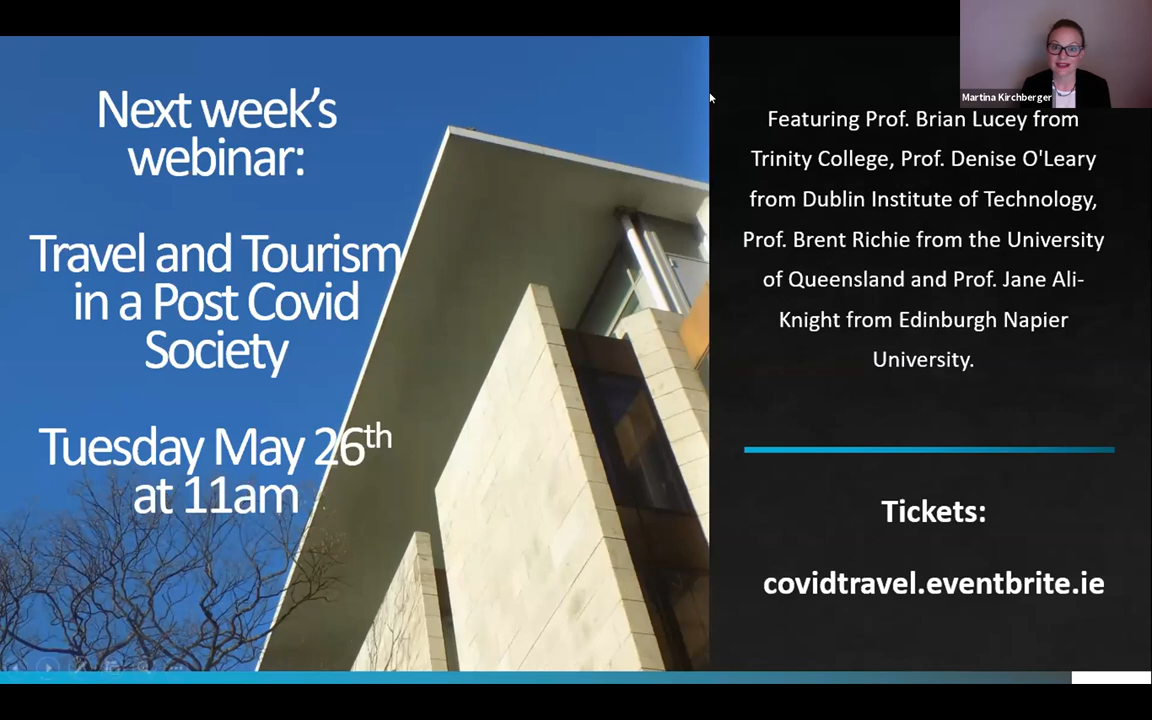 Next week's
webinar:
Travel and Tourism
in a Post Covid
Society
Tuesday May 26th
at 11am
Martina Kirchberger
Featuring Prof. Brian Lucey from
Trinity College, Prof. Denise O'Leary
from Dublin Institute of Technology,
Prof. Brent Richie from the University
of Queensland and Prof. Jane Ali-
Knight from Edinburgh Napier
University.
Tickets:
covidtravel.eventbrite.ie